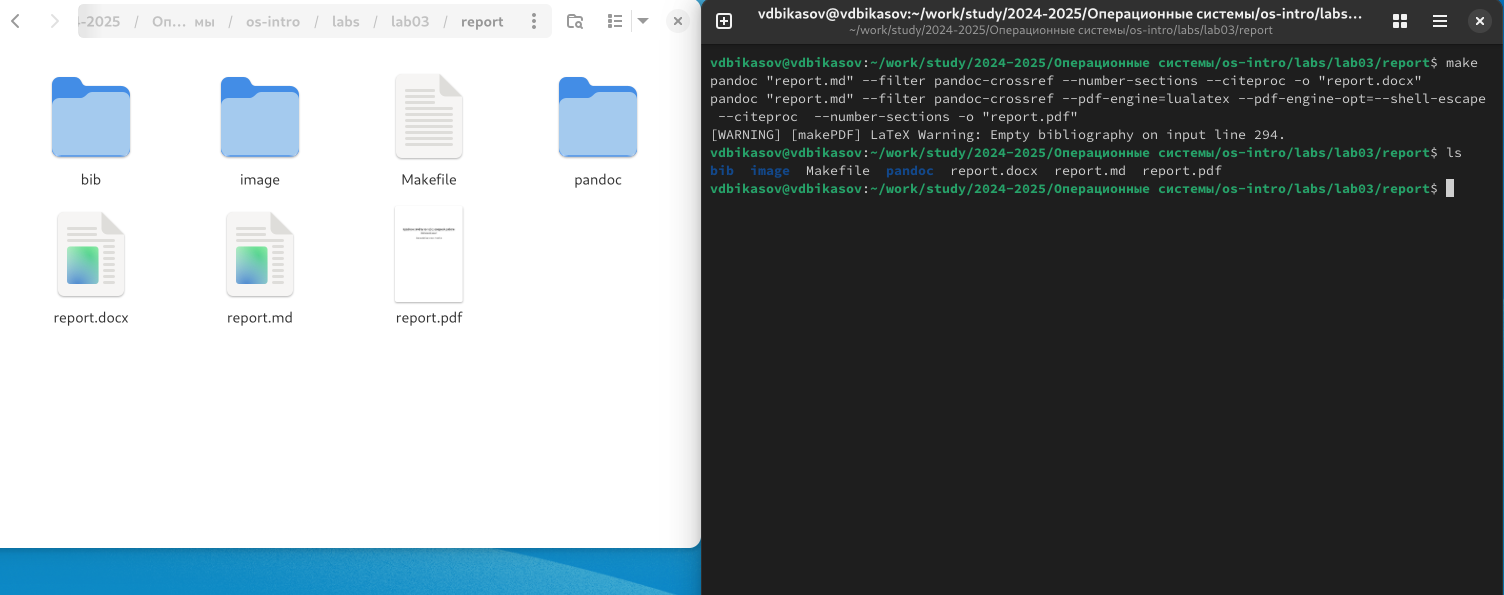 -2025 / Оп... мы / os-intro / labs / lab03 / report
bib
image
Makefile
pandoc
report.docx
report.md
report.pdf
vdbikasov@vdbikasov:~/work/study/2024-2025/Операционные системы/os-intro/labs...
~/work/study/2024-2025/Операционные системы/os-intro/labs/lab03/report
vdbikasov@vdbikasov:~/work/study/2024-2025/Операционные системы/os-intro/labs/lab03/report$ make
pandoc "report.md" --filter pandoc-crossref --number-sections --citeproc -o "report.docx"
pandoc "report.md" --filter pandoc-crossref --pdf-engine=lualatex --pdf-engine-opt=--shell-escape
--citeproc  --number-sections -o "report.pdf"
[WARNING] [makePDF] LaTeX Warning: Empty bibliography on input line 294.
vdbikasov@vdbikasov:~/work/study/2024-2025/Операционные системы/os-intro/labs/lab03/report$ ls
bib  image  Makefile  pandoc  report.docx  report.md  report.pdf
vdbikasov@vdbikasov:~/work/study/2024-2025/Операционные системы/os-intro/labs/lab03/report$